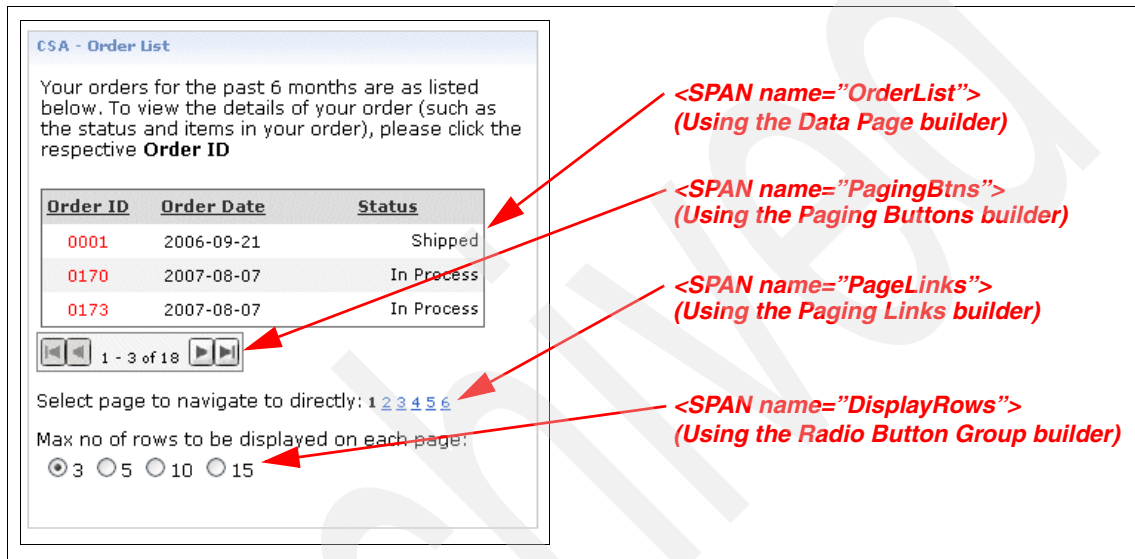 CSA - Order List
Your orders for the past 6 months are as listed
below. To view the details of your order (such as
the status and items in your order), please click the
respective Order ID
Order ID Order Date Status
0001 2006-09-21 Shipped
0170 2007-08-07 In Process
0173 2007-08-07 In Process
1 - 3 of 18
Select page to navigate to directly: 1 2 3 4 5 6
Max no of rows to be displayed on each page:
3 5 10 15
<SPAN name=”OrderList”>
(Using the Data Page builder)
<SPAN name=”PagingBtns”>
(Using the Paging Buttons builder)
<SPAN name=”PageLinks”>
(Using the Paging Links builder)
<SPAN name=”DisplayRows”>
(Using the Radio Button Group builder)